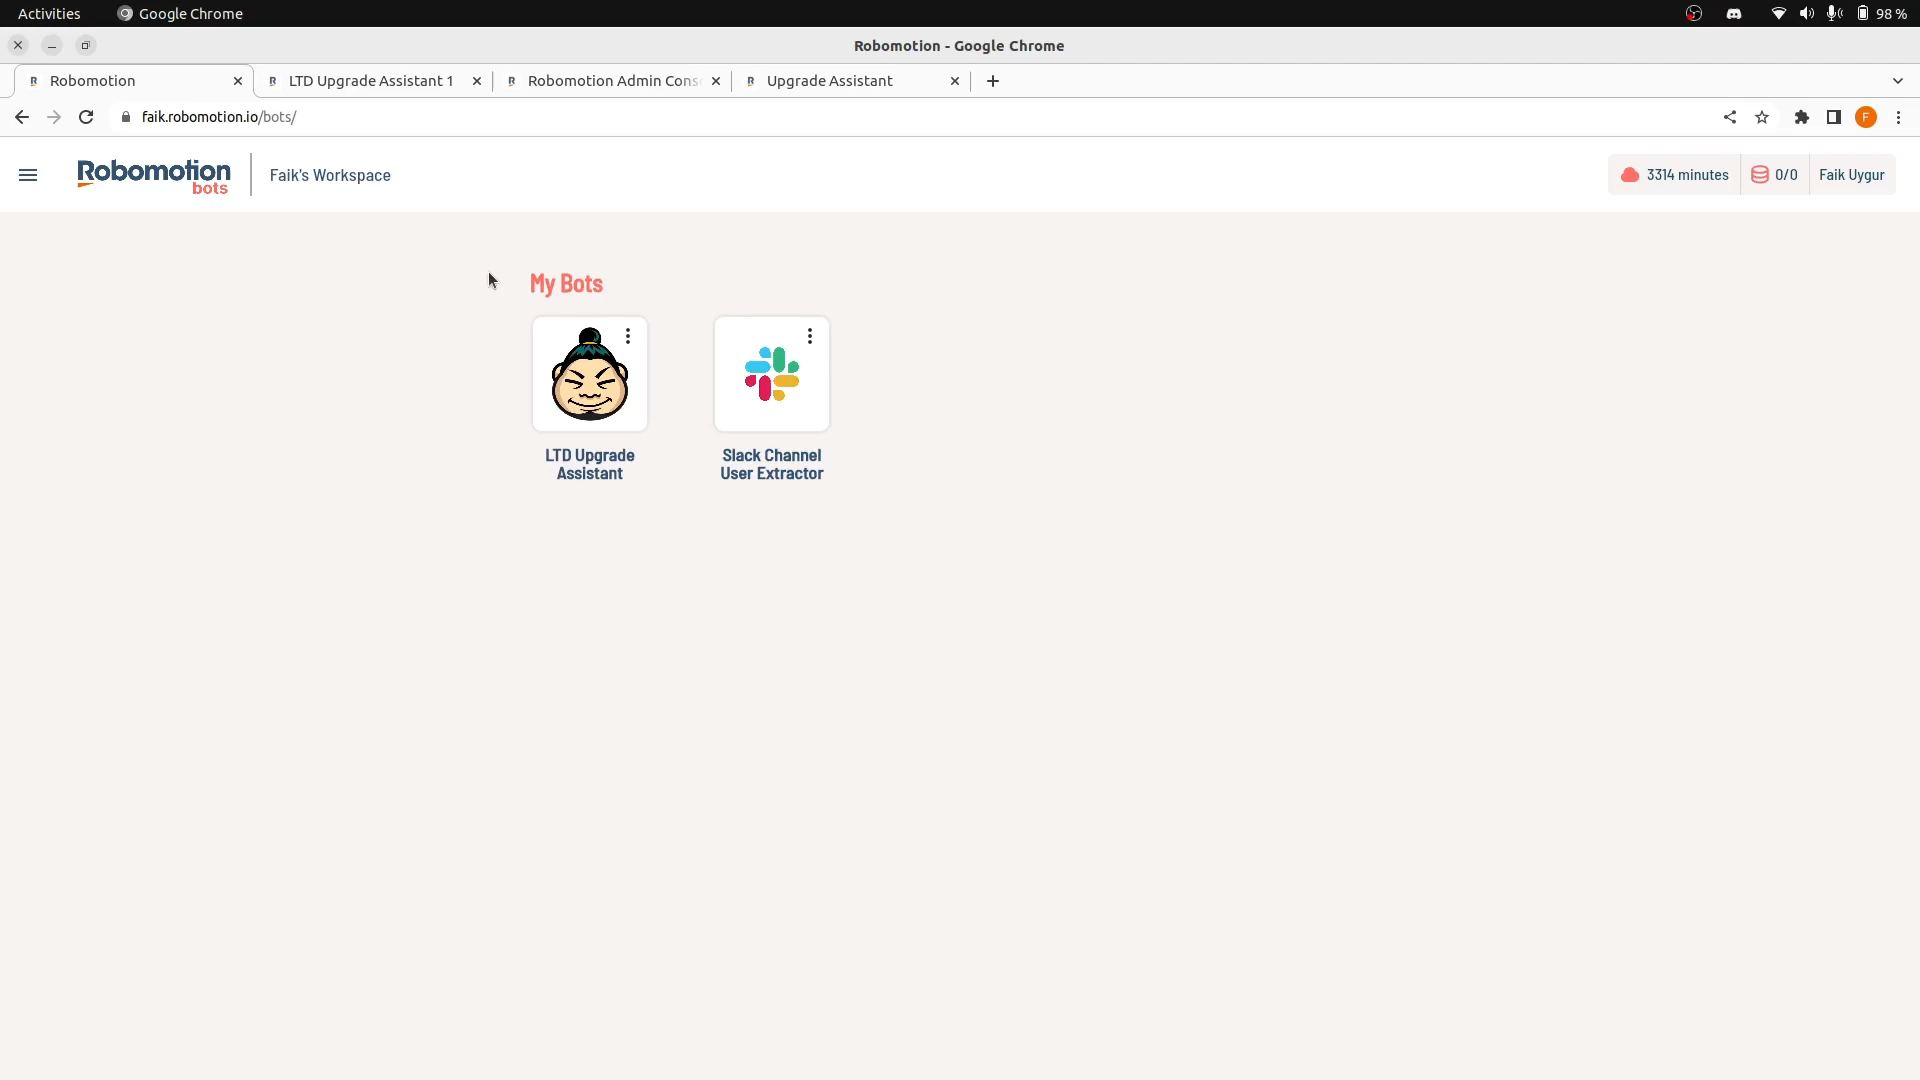 Activities Google Chrome 98 %
Robomotion - Google Chrome
Robomotion LTD Upgrade Assistant 1 Robomotion Admin Cons Upgrade Assistant
faik.robomotion.io/bots/ F
Robomotion bots Faik's Workspace 3314 minutes 0/0 Faik Uygur
My Bots
LTD Upgrade Slack Channel
Assistant User Extractor